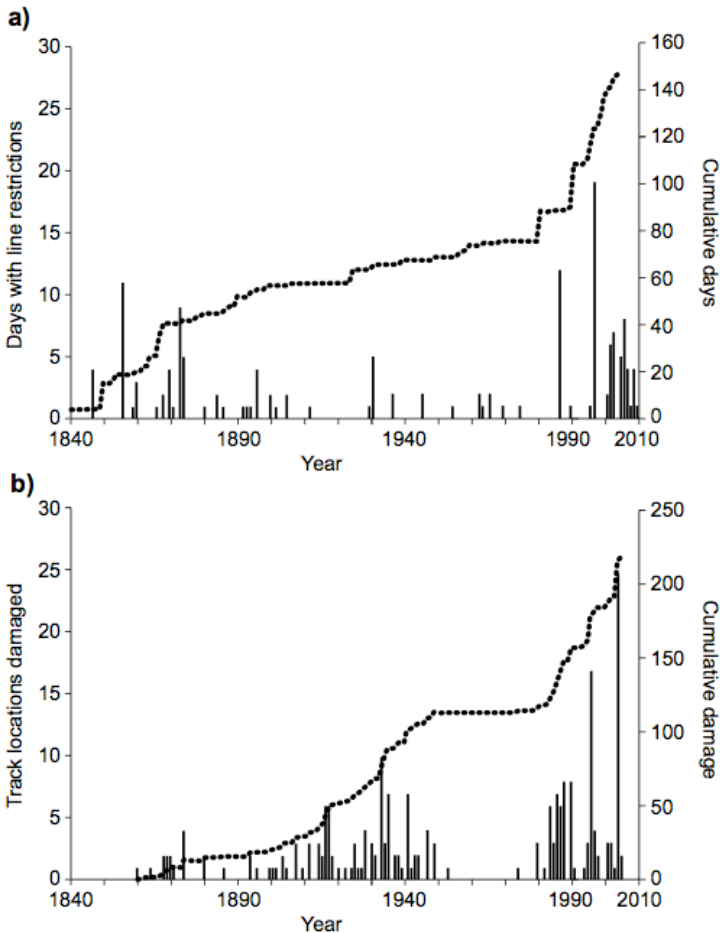 a)
30
25
20
15
10
5
0
Days with line restrictions
160
140
120
100
80
60
40
20
0
Cumulative days
1840 1890 1940 1990 2010
Year
b)
30
25
20
15
10
5
0
Track locations damaged
250
200
150
100
50
0
Cumulative damage
1840 1890 1940 1990 2010
Year